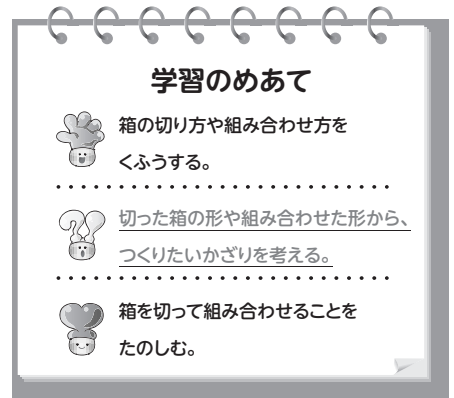 学習のめあて
箱の切り方や組み合わせ方を
くふうする。
切った箱の形や組み合わせた形から、
つくりたいかざりを考える。
箱を切って組み合わせることを
たのしむ。